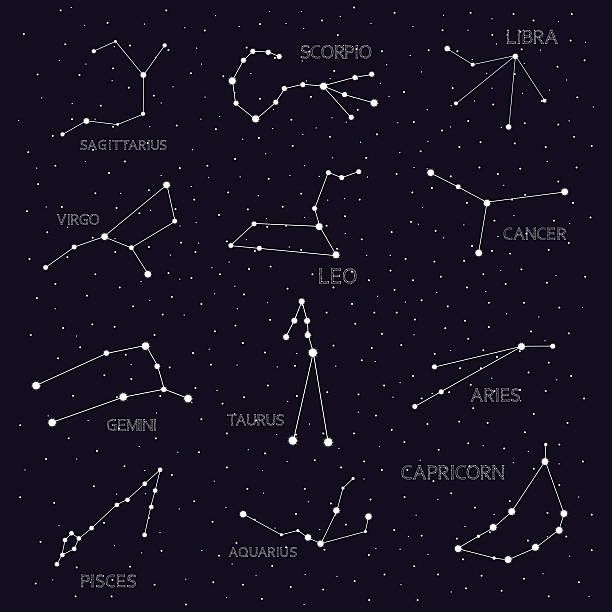 SCORPIO
LIBRA
SAGITTARIUS
VIRGO
LEO
CANCER
GEMINI
TAURUS
ARIES
PISCES
AQUARIUS
CAPRICORN